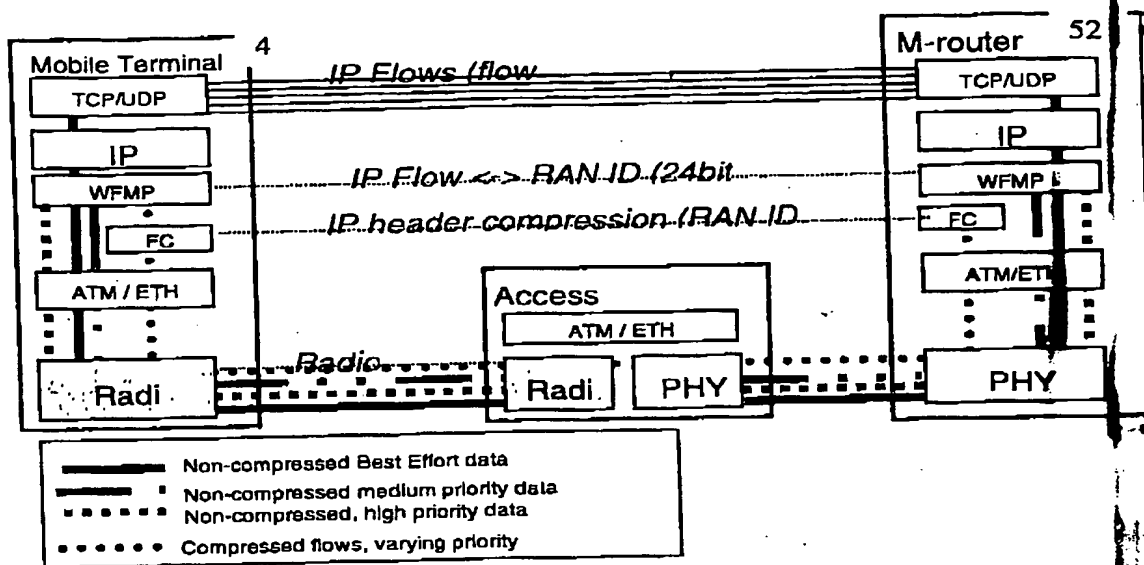 4
Mobile Terminal
TCP/UDP
IP
WFMP
FC
ATM / ETH
Radi
IP Flows (flow
IP Flow <-> RAN ID (24bit
IP header compression (RAN ID
Radio
Access
ATM / ETH
Radi
PHY
52
M-router
TCP/UDP
IP
WFMP
FC
ATM/ETH
PHY
Non-compressed Best Effort data
Non-compressed medium priority data
Non-compressed, high priority data
Compressed flows, varying priority